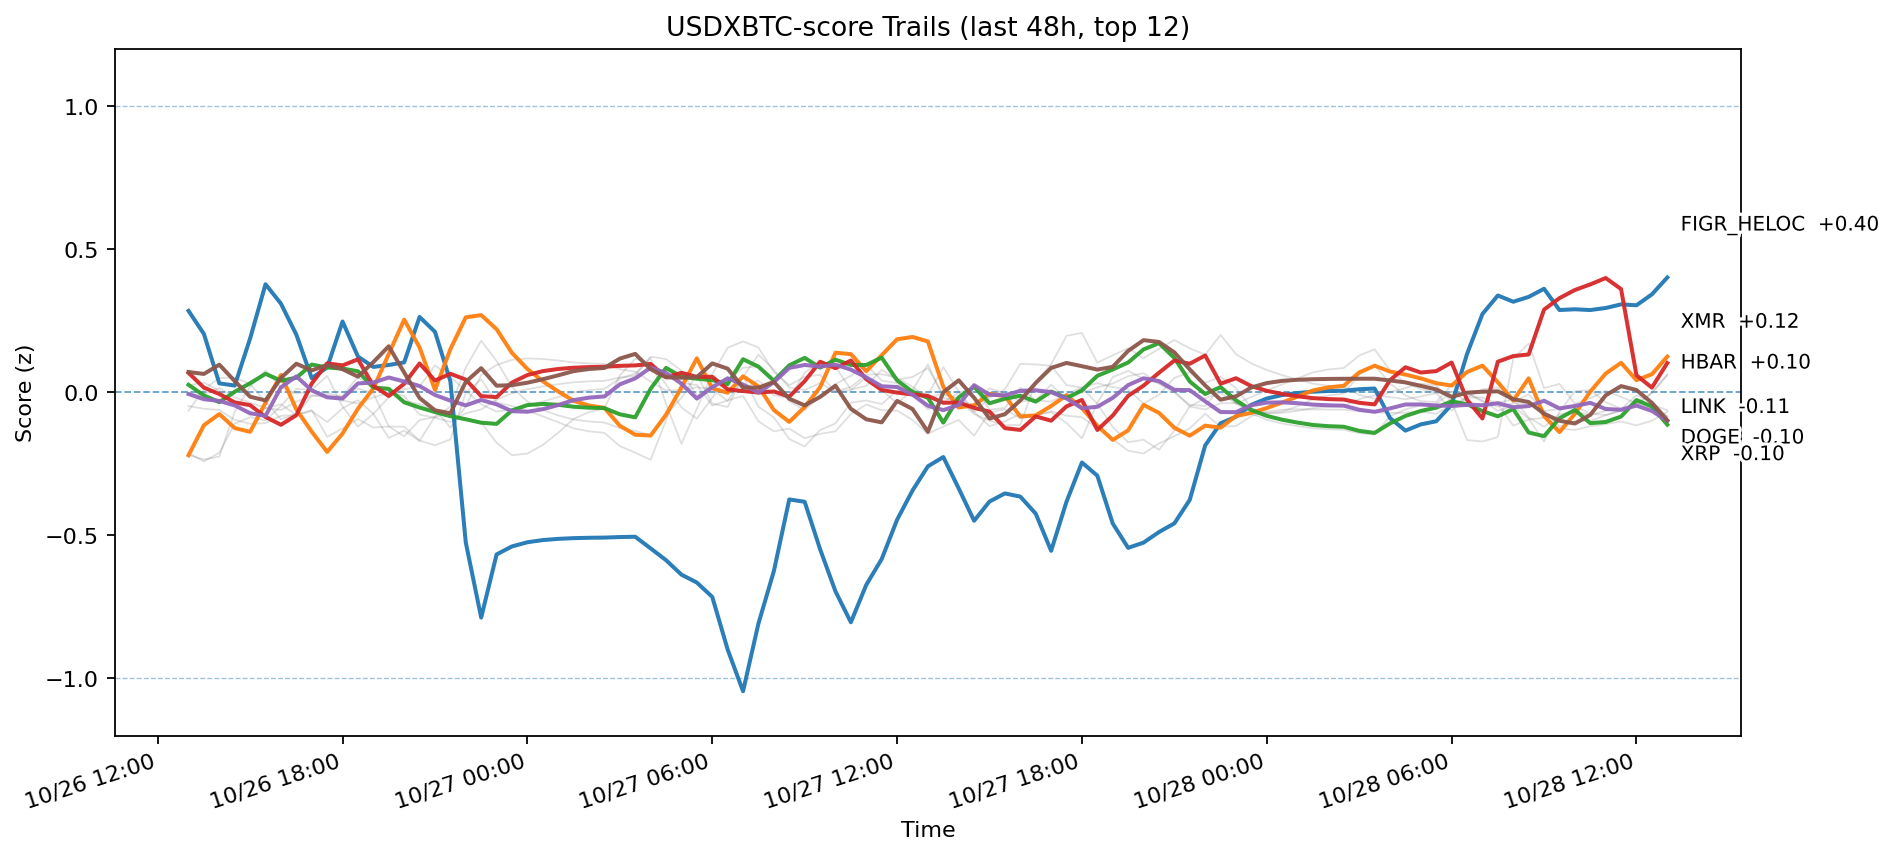 USDXBTC-score Trails (last 48h, top 12)
Score (z)
1.0
0.5
0.0
−0.5
−1.0
FIGR_HELOC +0.40
XMR +0.12
HBAR +0.10
LINK -0.11
DOGE -0.10
XRP -0.10
10/26 12:00
10/26 18:00
10/27 00:00
10/27 06:00
10/27 12:00
10/27 18:00
10/28 00:00
10/28 06:00
10/28 12:00
Time